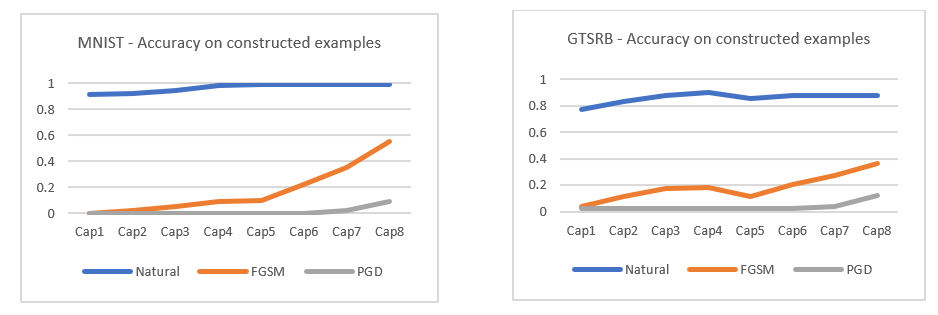 MNIST - Accuracy on constructed examples
1
0.8
0.6
0.4
0.2
0
Cap1 Cap2 Cap3 Cap4 Cap5 Cap6 Cap7 Cap8
Natural FGSM PGD
GTSRB - Accuracy on constructed examples
1
0.8
0.6
0.4
0.2
0
Cap1 Cap2 Cap3 Cap4 Cap5 Cap6 Cap7 Cap8
Natural FGSM PGD